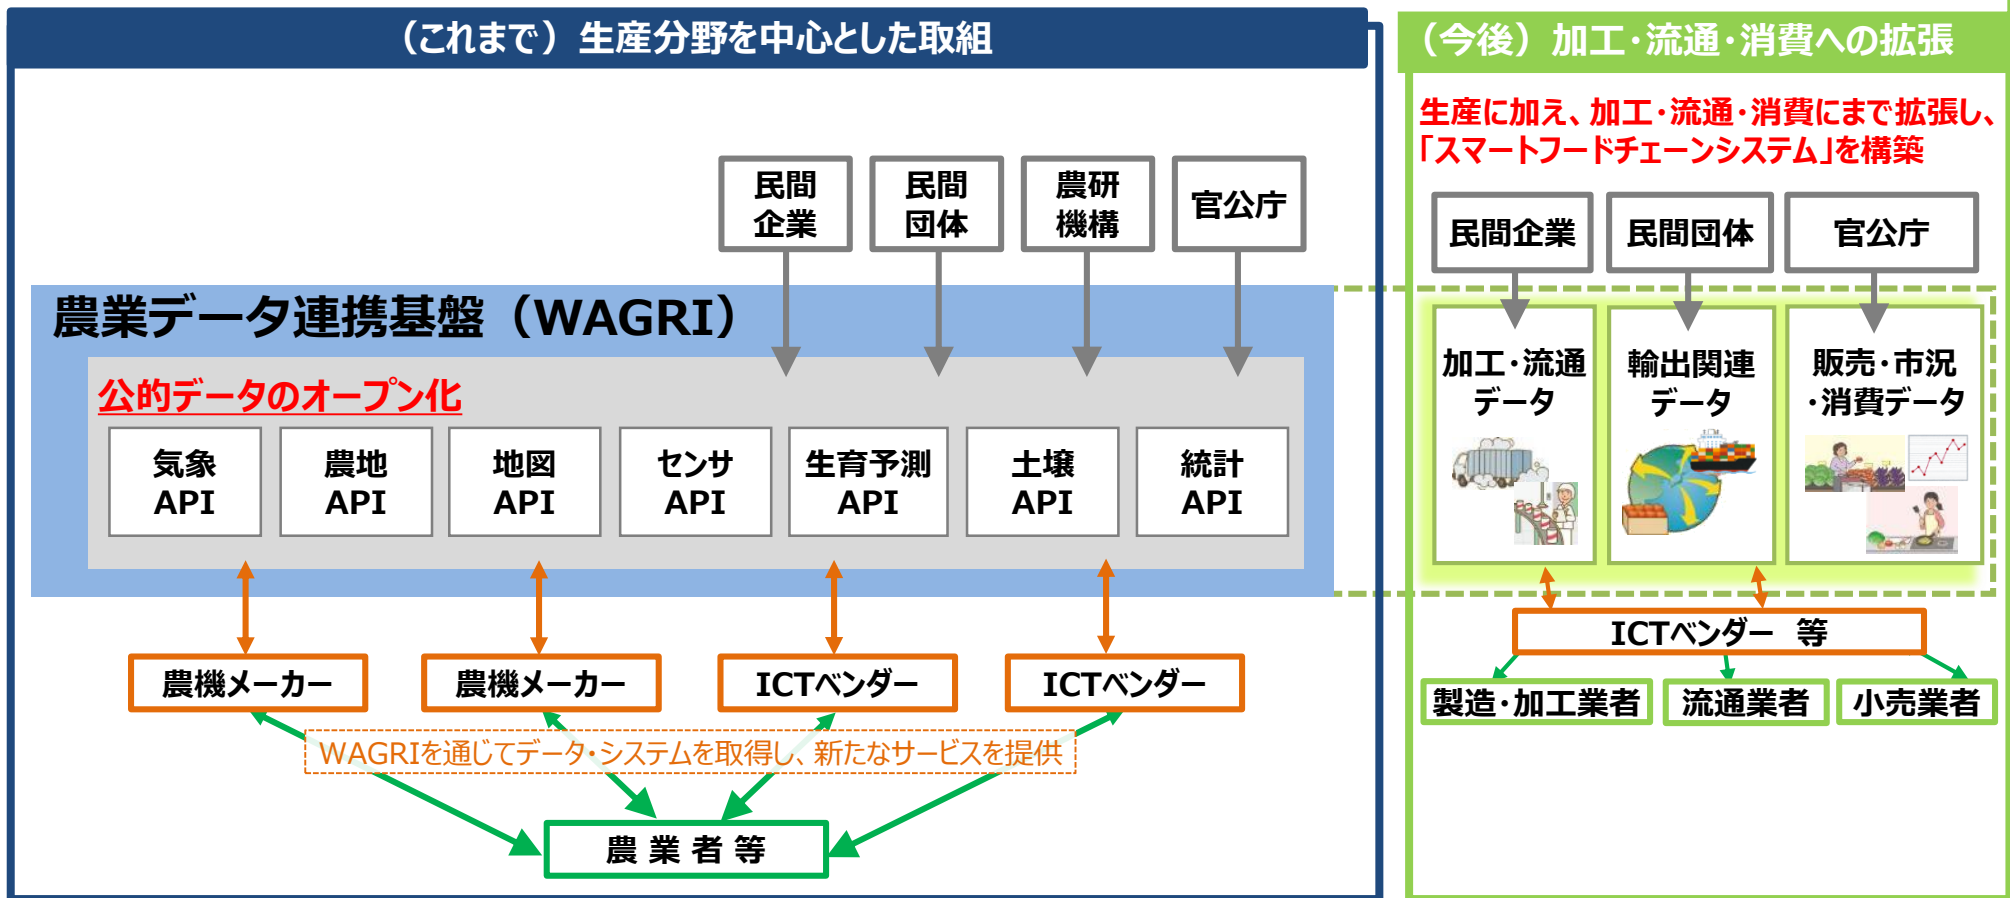 （これまで）生産分野を中心とした取組
民間
企業
民間
団体
農研
機構
官公庁
農業データ連携基盤（WAGRI）
公的データのオープン化
気象
API
農地
API
地図
API
センサ
API
生育予測
API
土壌
API
統計
API
農機メーカー
農機メーカー
ICTベンダー
ICTベンダー
WAGRIを通じてデータ・システムを取得し、新たなサービスを提供
農 業 者 等
（今後）加工・流通・消費への拡張
生産に加え、加工・流通・消費にまで拡張し、
「スマートフードチェーンシステム」を構築
民間企業
民間団体
官公庁
加工・流通
データ
輸出関連
データ
販売・市況
・消費データ
ICTベンダー 等
製造・加工業者
流通業者
小売業者